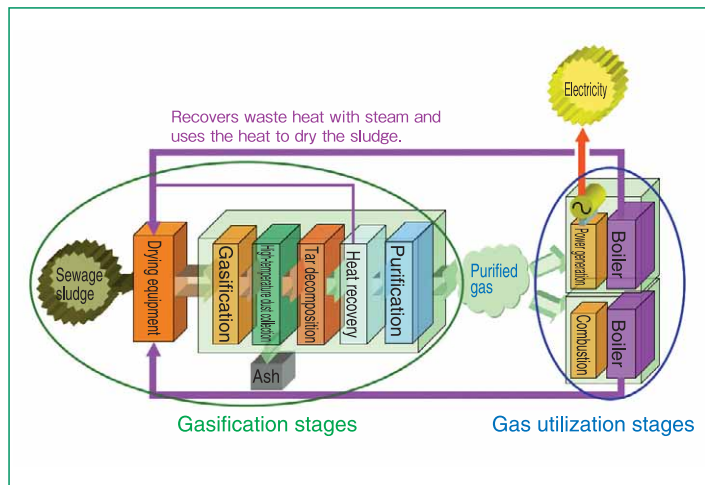 Electricity
Recovers waste heat with steam and
uses the heat to dry the sludge.
Sewage
sludge
Drying equipment
Gasification
High-temperature dust collection
Tar decomposition
Heat recovery
Purification
Purified
gas
Power generation
Boiler
Combustion
Boiler
Ash
Gasification stages
Gas utilization stages